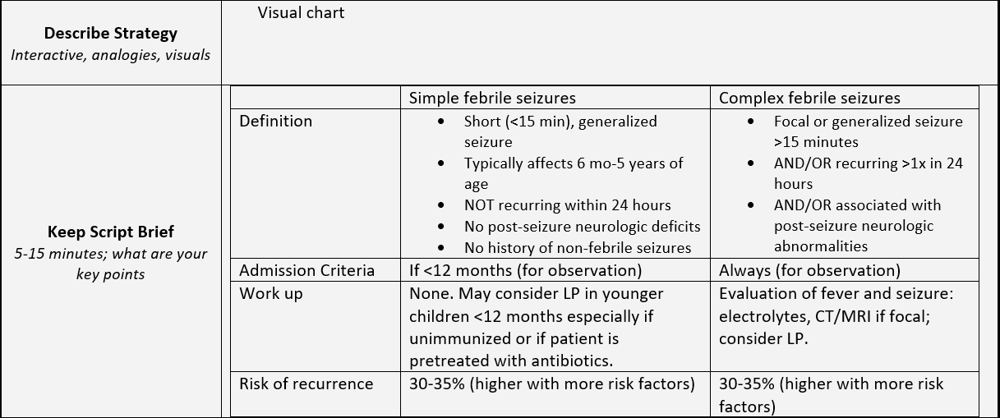 Describe Strategy
Interactive, analogies, visuals
Visual chart
Keep Script Brief
5-15 minutes; what are your
key points
Simple febrile seizures
Complex febrile seizures
Definition
• Short (<15 min), generalized
seizure
• Typically affects 6 mo-5 years of
age
• NOT recurring within 24 hours
• No post-seizure neurologic deficits
• No history of non-febrile seizures
• Focal or generalized seizure
>15 minutes
• AND/OR recurring >1x in 24
hours
• AND/OR associated with
post-seizure neurologic
abnormalities
Admission Criteria
If <12 months (for observation)
Always (for observation)
Work up
None. May consider LP in younger
children <12 months especially if
unimmunized or if patient is
pretreated with antibiotics.
Evaluation of fever and seizure:
electrolytes, CT/MRI if focal;
consider LP.
Risk of recurrence
30-35% (higher with more risk factors)
30-35% (higher with more risk
factors)